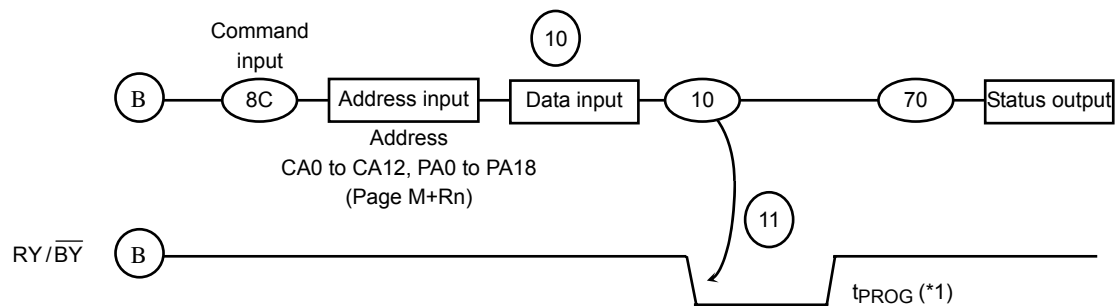 Command
input
10
B
8C
Address input
Data input
10
70
Status output
Address
CA0 to CA12, PA0 to PA18
(Page M+Rn)
11
RY/BY
B
tPROG (*1)